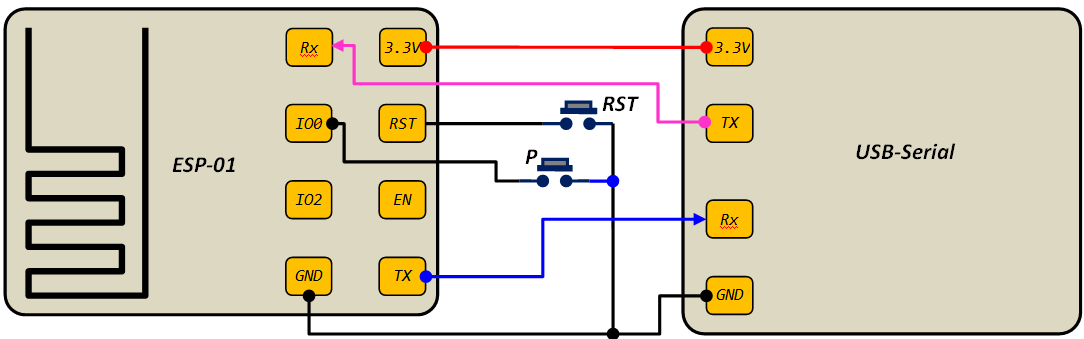 Rx 3.3V 3.3V
IO0 RST RST TX
ESP-01 P USB-Serial
IO2 EN Rx
GND TX GND